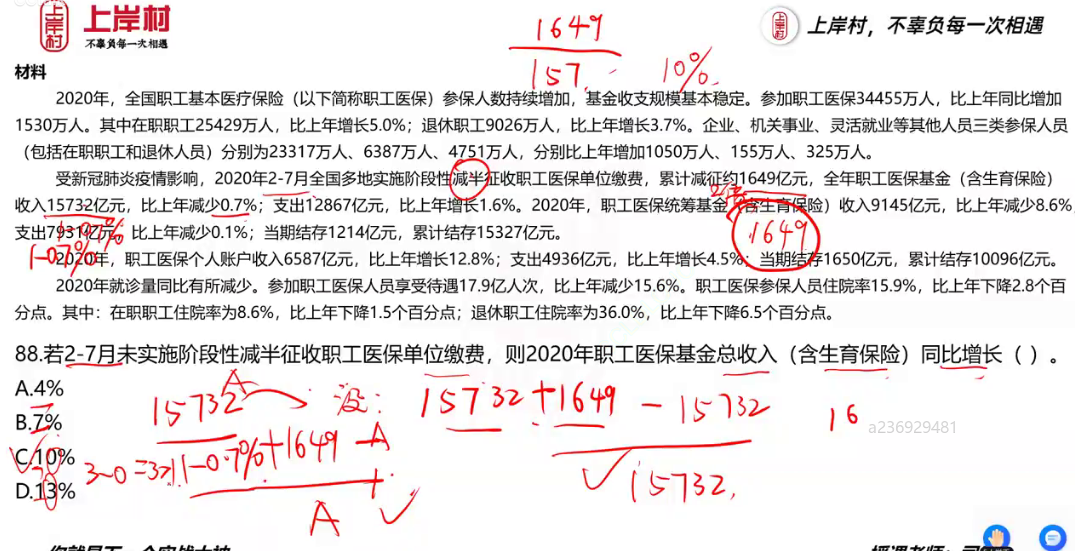 上岸村
不辜负每一次相遇
上岸村，不辜负每一次相遇
1649
157
10%
材料
2020年，全国职工基本医疗保险（以下简称职工医保）参保人数持续增加，基金收支规模基本稳定。参加职工医保34455万人，比上年同比增加
1530万人。其中在职职工25429万人，比上年增长5.0%；退休职工9026万人，比上年增长3.7%。企业、机关事业、灵活就业等其他人员三类参保人员
（包括在职职工和退休人员）分别为23317万人、6387万人、4751万人，分别比上年增加1050万人、155万人、325万人。
受新冠肺炎疫情影响，2020年2-7月全国多地实施阶段性减半征收职工医保单位缴费，累计减征约1649亿元，全年职工医保基金（含生育保险）
收入15732亿元，比上年减少0.7%；支出12867亿元，比上年增长1.6%。2020年，职工医保统筹基金（含生育保险）收入9145亿元，比上年减少8.6%，
支出7931亿元，比上年减少0.1%；当期结存1214亿元，累计结存15327亿元。
1649
1-0.7%
2020年，职工医保个人账户收入6587亿元，比上年增长12.8%；支出4936亿元，比上年增长4.5%；当期结存1650亿元，累计结存10096亿元。
2020年就诊量同比有所减少。参加职工医保人员享受待遇17.9亿人次，比上年减少15.6%。职工医保参保人员住院率15.9%，比上年下降2.8个百
分点。其中：在职职工住院率为8.6%，比上年下降1.5个百分点；退休职工住院率为36.0%，比上年下降6.5个百分点。
88.若2-7月未实施阶段性减半征收职工医保单位缴费，则2020年职工医保基金总收入（含生育保险）同比增长（ ）。
A.4%
B.7%
C.10%
D.13%
15732
A
没：
15732+1649 - 15732
15732
16
a236929481
1-0.7%+1649 - A
A